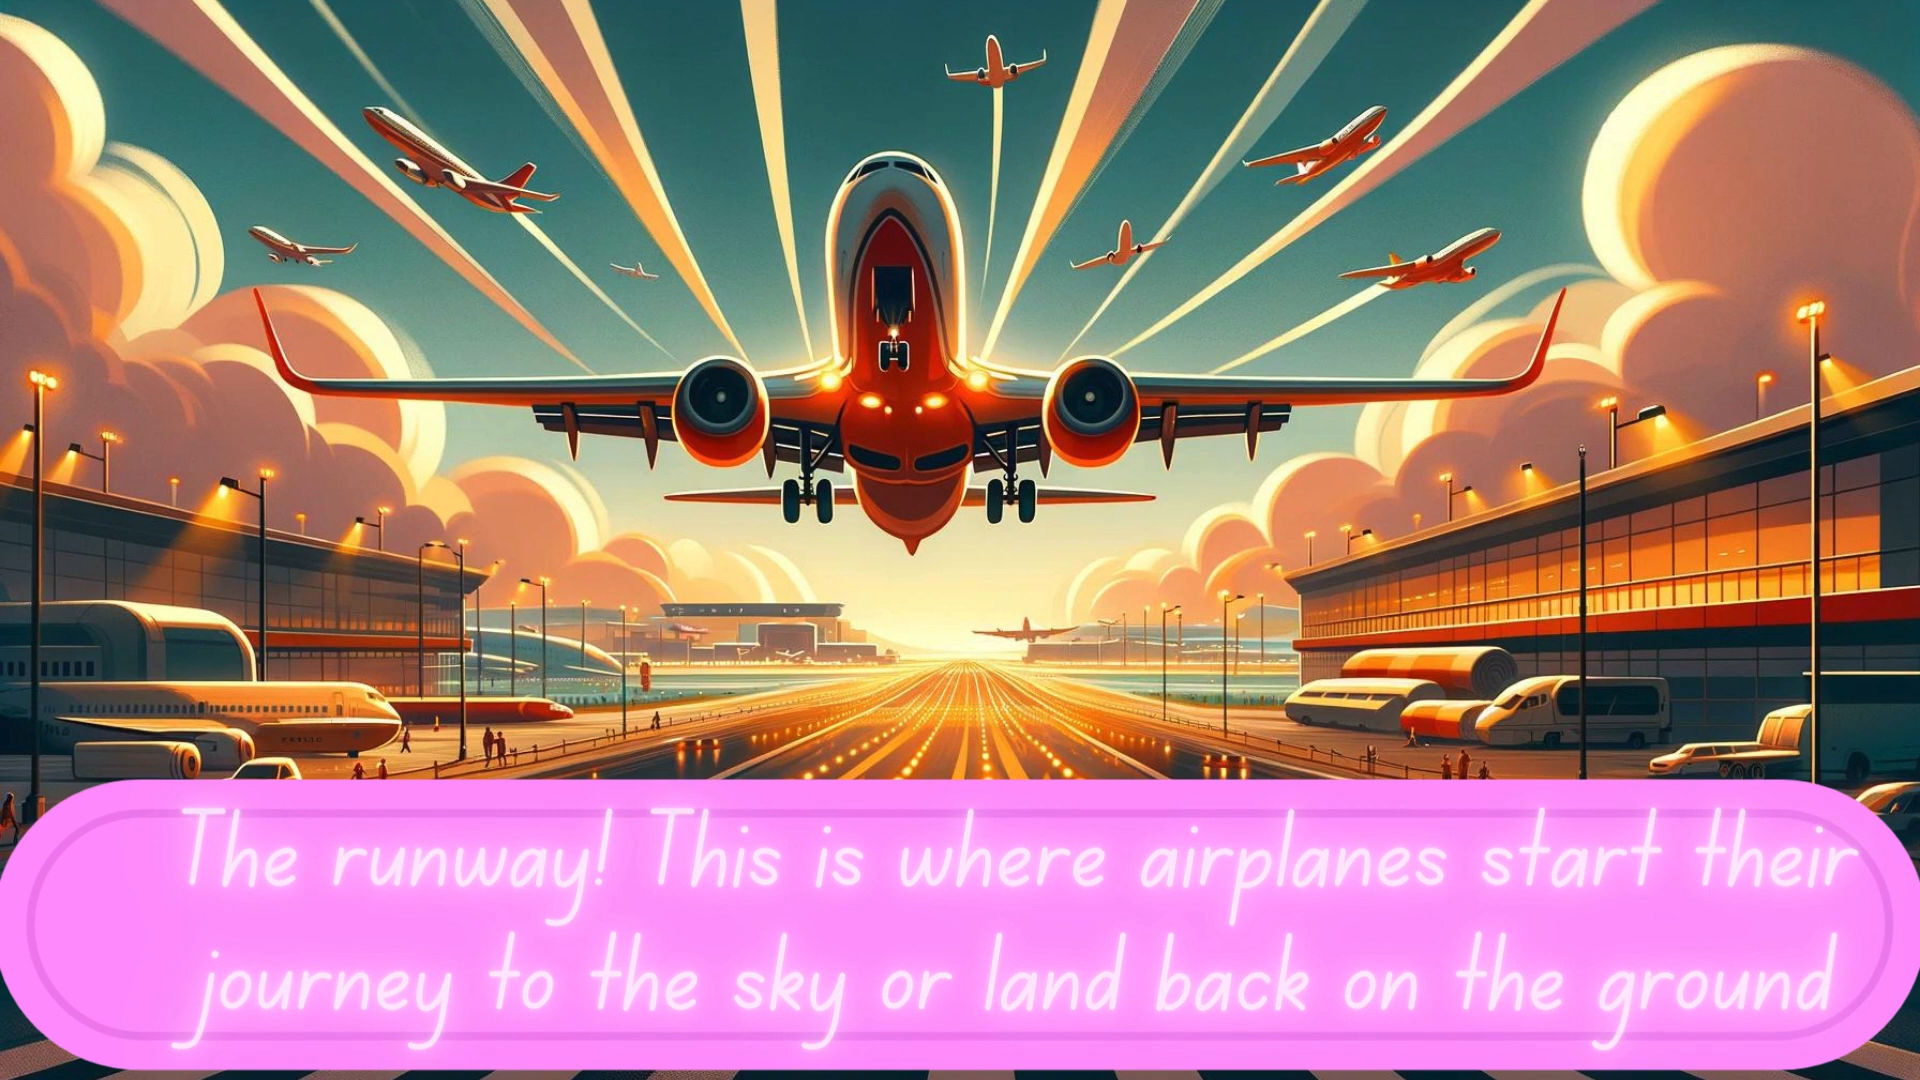 The runway! This is where airplanes start their
journey to the sky or land back on the ground